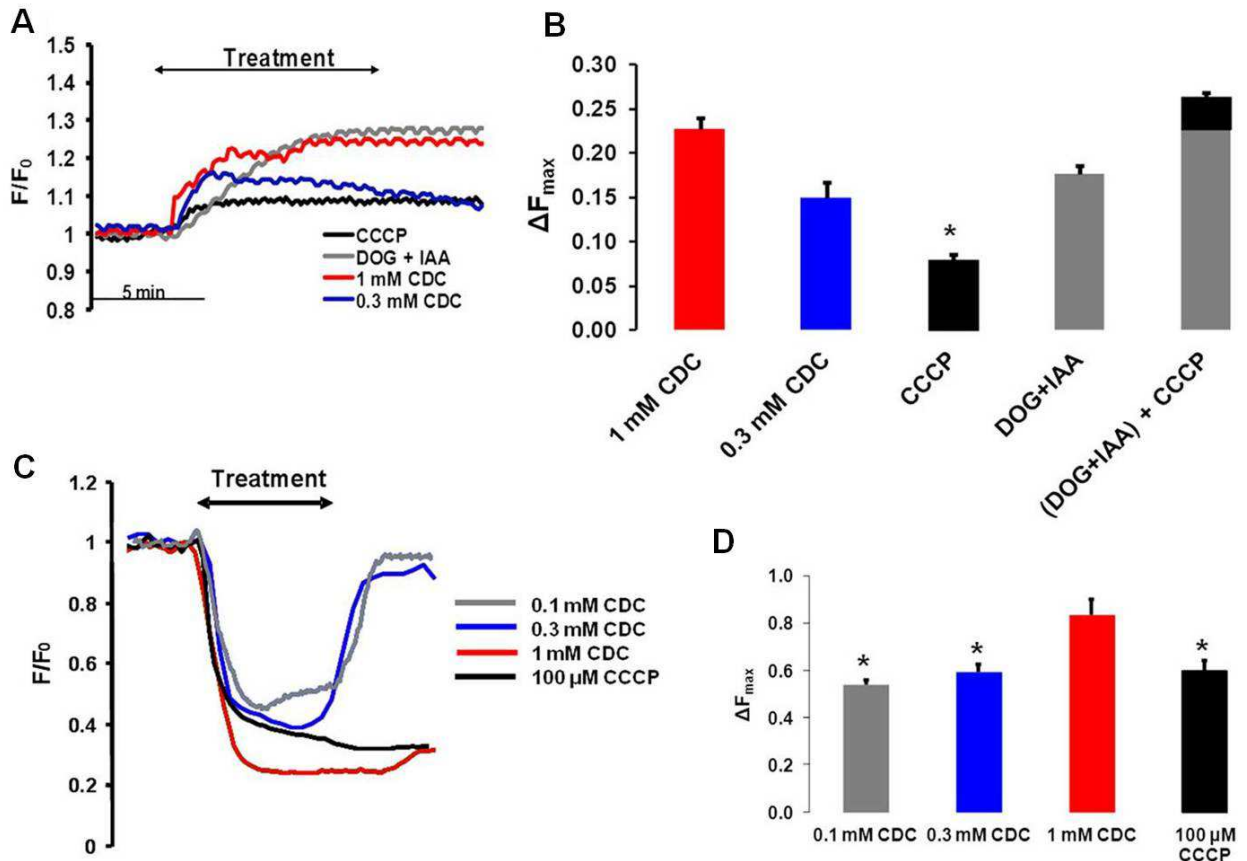 A
1.5
1.4
1.3
1.2
1.1
1
0.9
0.8
F/F₀
Treatment
5 min
CCCP
DOG + IAA
1 mM CDC
0.3 mM CDC
B
0.30
0.25
0.20
0.15
0.10
0.05
0.00
ΔFmax
*
1 mM CDC
0.3 mM CDC
CCCP
DOG+IAA
(DOG+IAA) + CCCP
C
1.2
1
0.8
0.6
0.4
0.2
0
F/F₀
Treatment
0.1 mM CDC
0.3 mM CDC
1 mM CDC
100 µM CCCP
D
1.0
0.8
0.6
0.4
0.2
0.0
ΔFmax
* * *
0.1 mM CDC 0.3 mM CDC 1 mM CDC 100 µM
CCCP